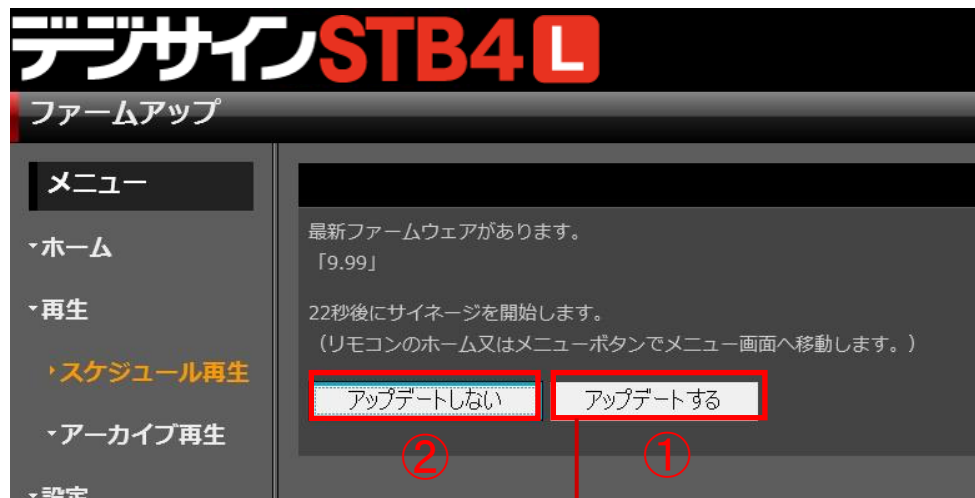 デジサインSTB4 L
ファームアップ
メニュー
ホーム
再生
スケジュール再生
アーカイブ再生
設定
最新ファームウェアがあります。
「9.99」
22秒後にサイネージを開始します。
（リモコンのホーム又はメニューボタンでメニュー画面へ移動します。）
アップデートしない アップデートする
② ①